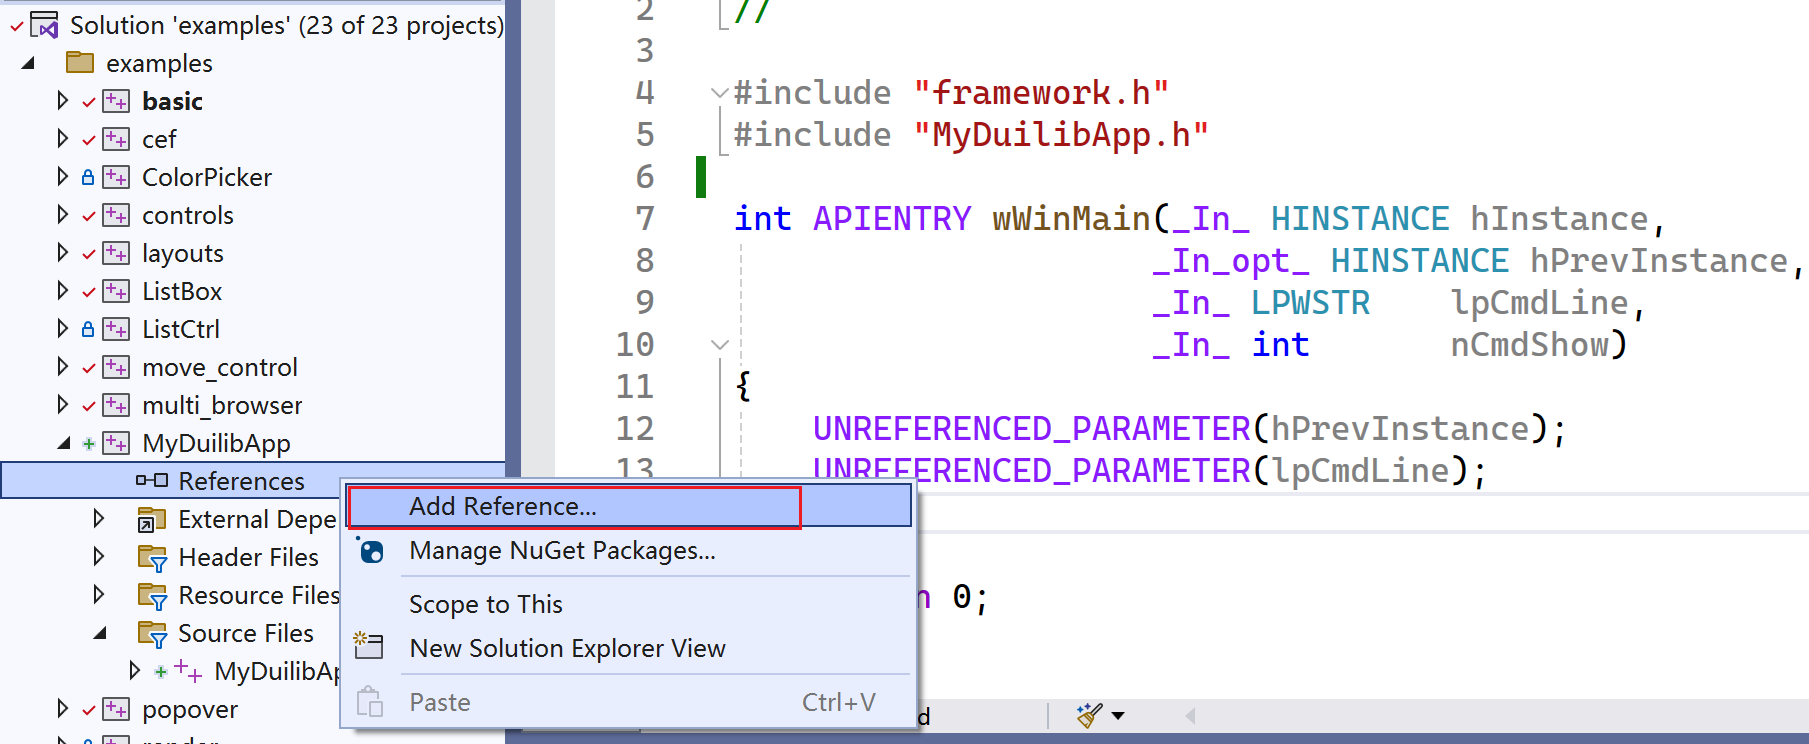 Solution 'examples' (23 of 23 projects)
examples
basic
cef
ColorPicker
controls
layouts
ListBox
ListCtrl
move_control
multi_browser
MyDuilibApp
References
External Depe
Header Files
Resource Files
Source Files
MyDuilibAp
popover
render
Add Reference...
Manage NuGet Packages...
Scope to This
New Solution Explorer View
Paste Ctrl+V
2 //
3
4 #include "framework.h"
5 #include "MyDuilibApp.h"
6
7 int APIENTRY wWinMain(_In_ HINSTANCE hInstance,
8 _In_opt_ HINSTANCE hPrevInstance,
9 _In_ LPWSTR lpCmdLine,
10 _In_ int nCmdShow)
11 {
12 UNREFERENCED_PARAMETER(hPrevInstance);
13 UNREFERENCED_PARAMETER(lpCmdLine);
n 0;
d